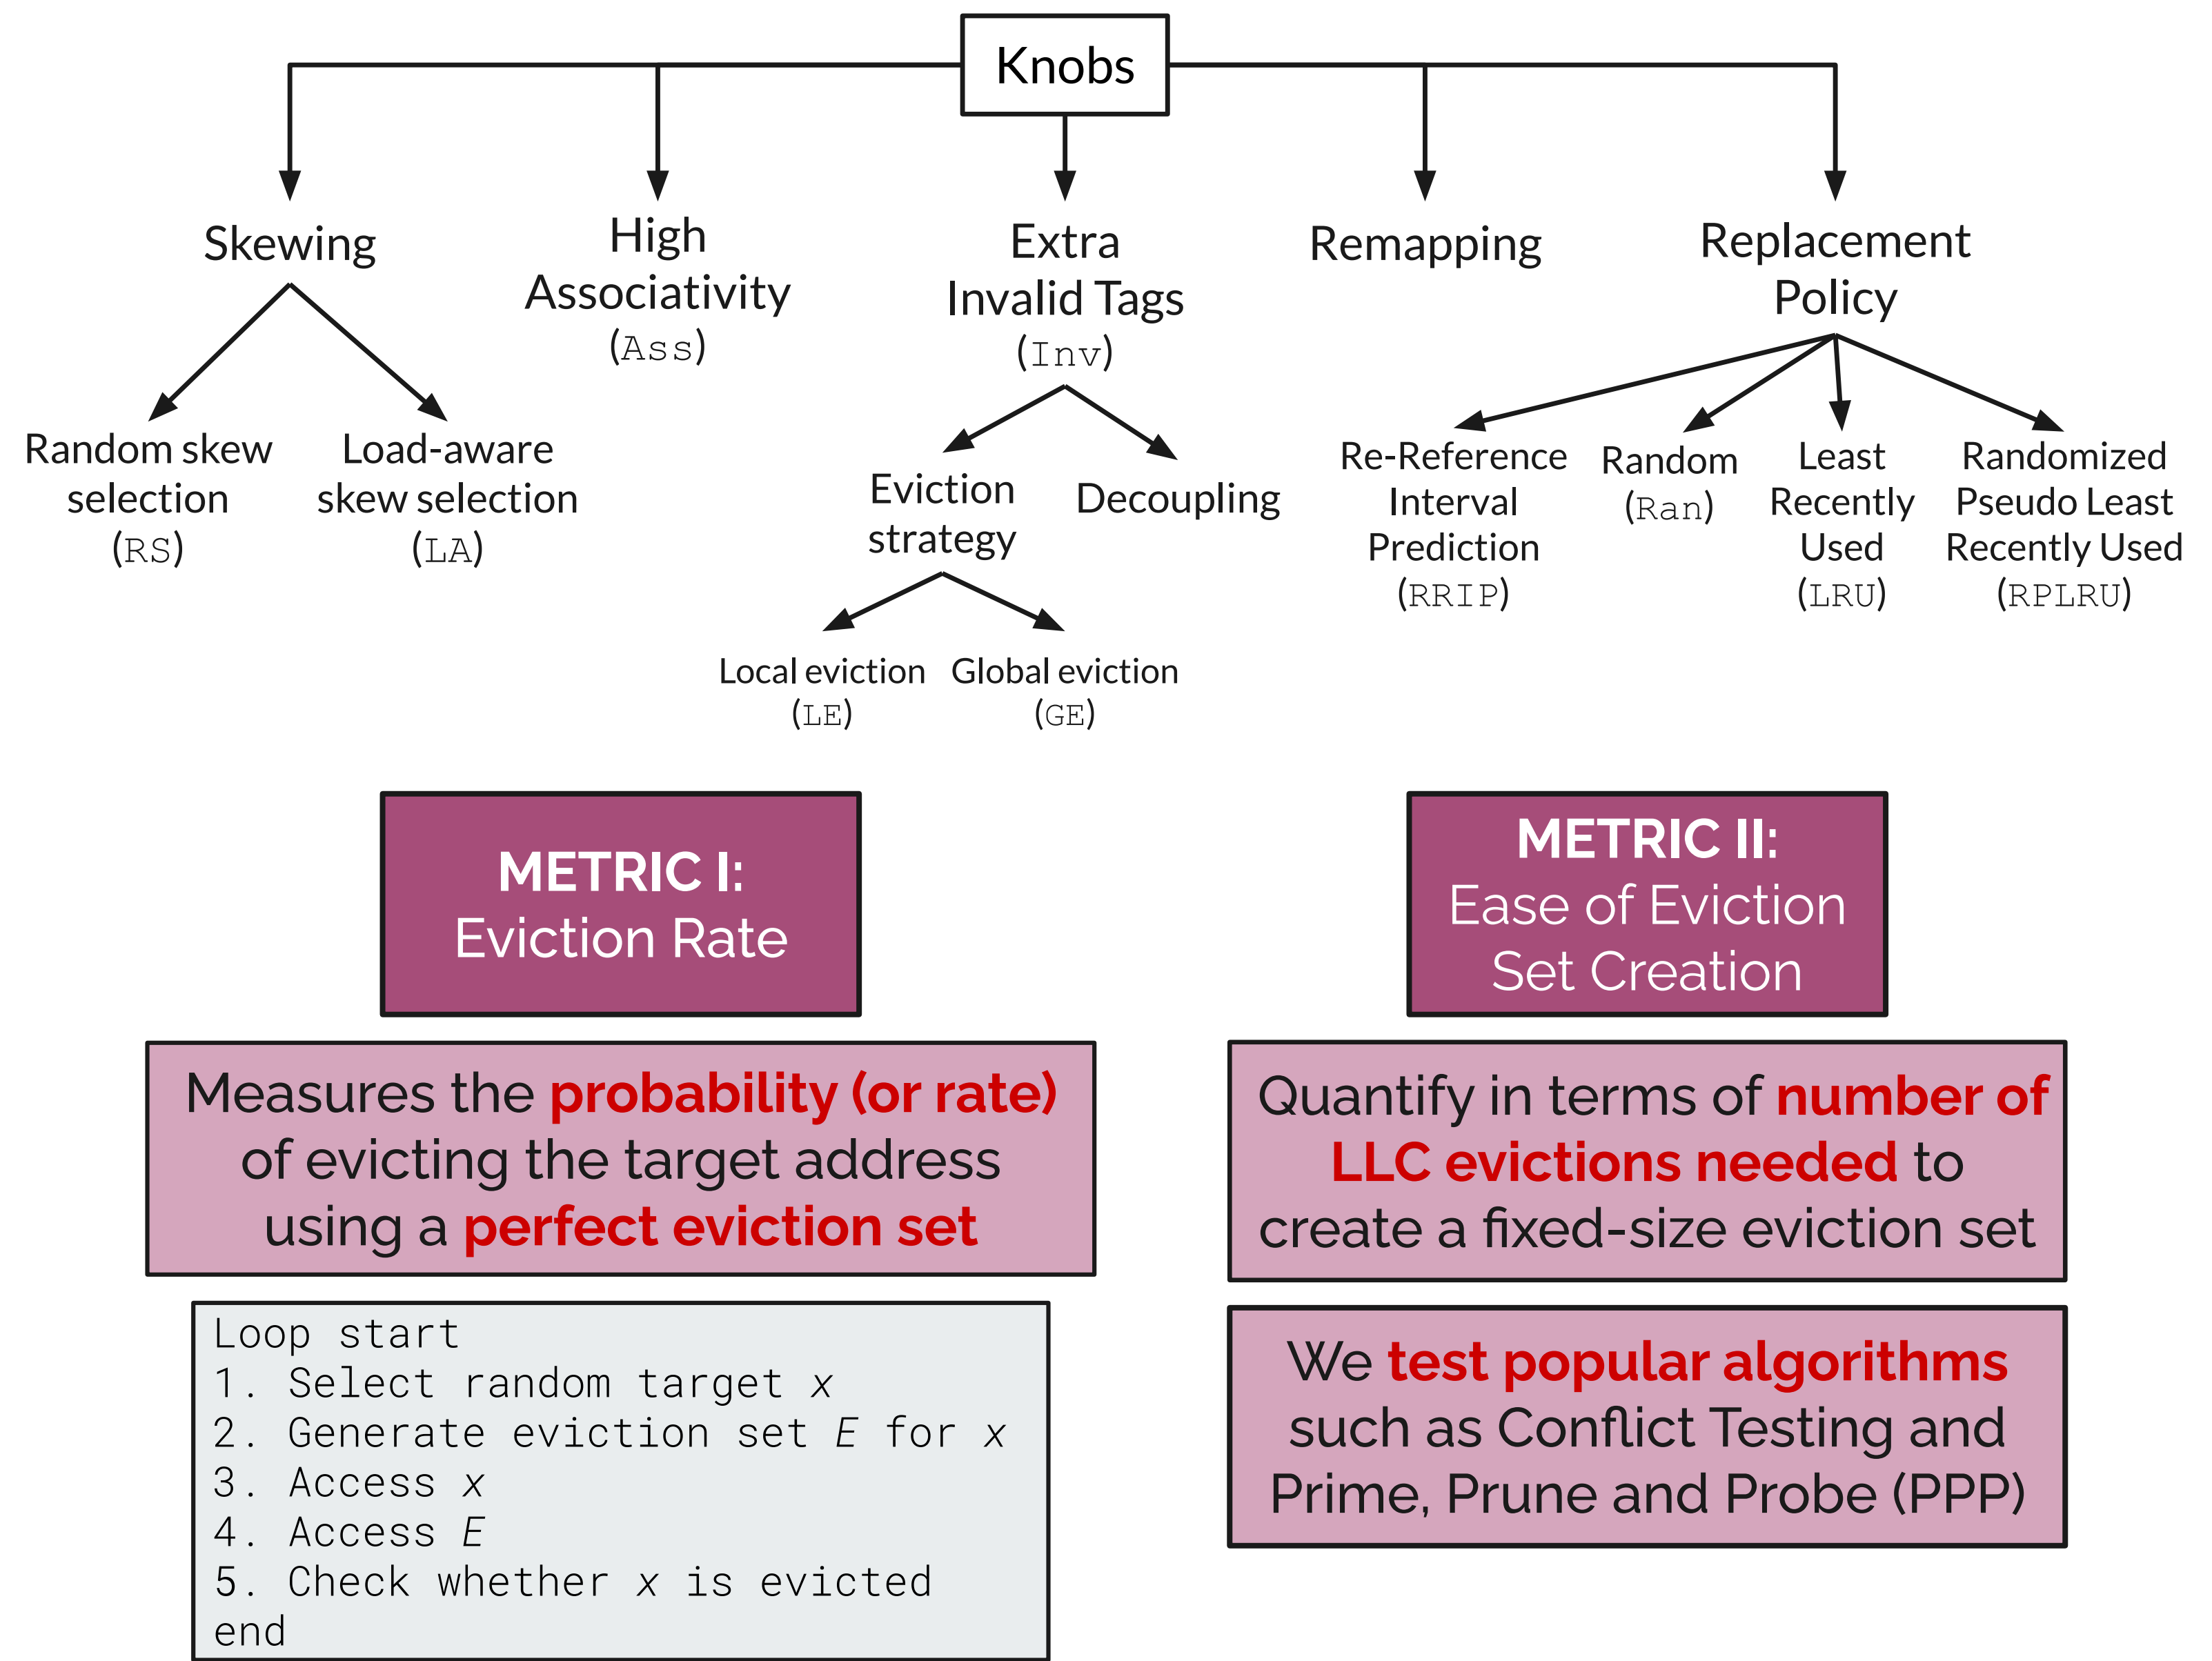 Knobs
Skewing
High
Associativity
(Ass)
Extra
Invalid Tags
(Inv)
Remapping
Replacement
Policy
Random skew
selection
(RS)
Load-aware
skew selection
(LA)
Eviction
strategy
Decoupling
Re-Reference
Interval
Prediction
(RRIP)
Random
(Ran)
Least
Recently
Used
(LRU)
Randomized
Pseudo Least
Recently Used
(RPLRU)
Local eviction
(LE)
Global eviction
(GE)
METRIC I:
Eviction Rate
Measures the probability (or rate)
of evicting the target address
using a perfect eviction set
Loop start
1. Select random target x
2. Generate eviction set E for x
3. Access x
4. Access E
5. Check whether x is evicted
end
METRIC II:
Ease of Eviction
Set Creation
Quantify in terms of number of
LLC evictions needed to
create a fixed-size eviction set
We test popular algorithms
such as Conflict Testing and
Prime, Prune and Probe (PPP)